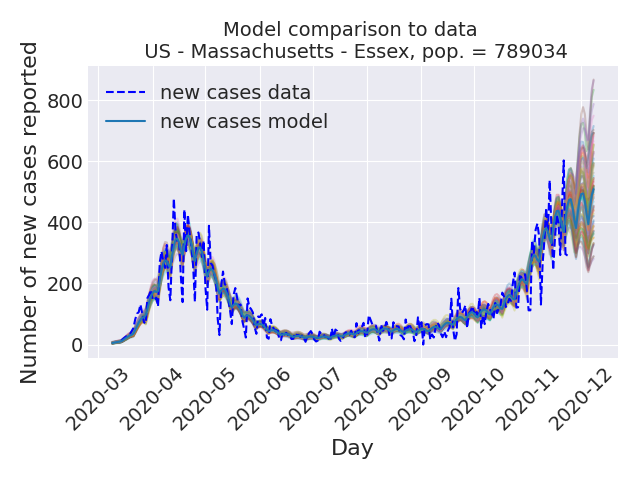 Model comparison to data
US - Massachusetts - Essex, pop. = 789034
Number of new cases reported
800
600
400
200
0
new cases data
new cases model
2020-03
2020-04
2020-05
2020-06
2020-07
2020-08
2020-09
2020-10
2020-11
2020-12
Day